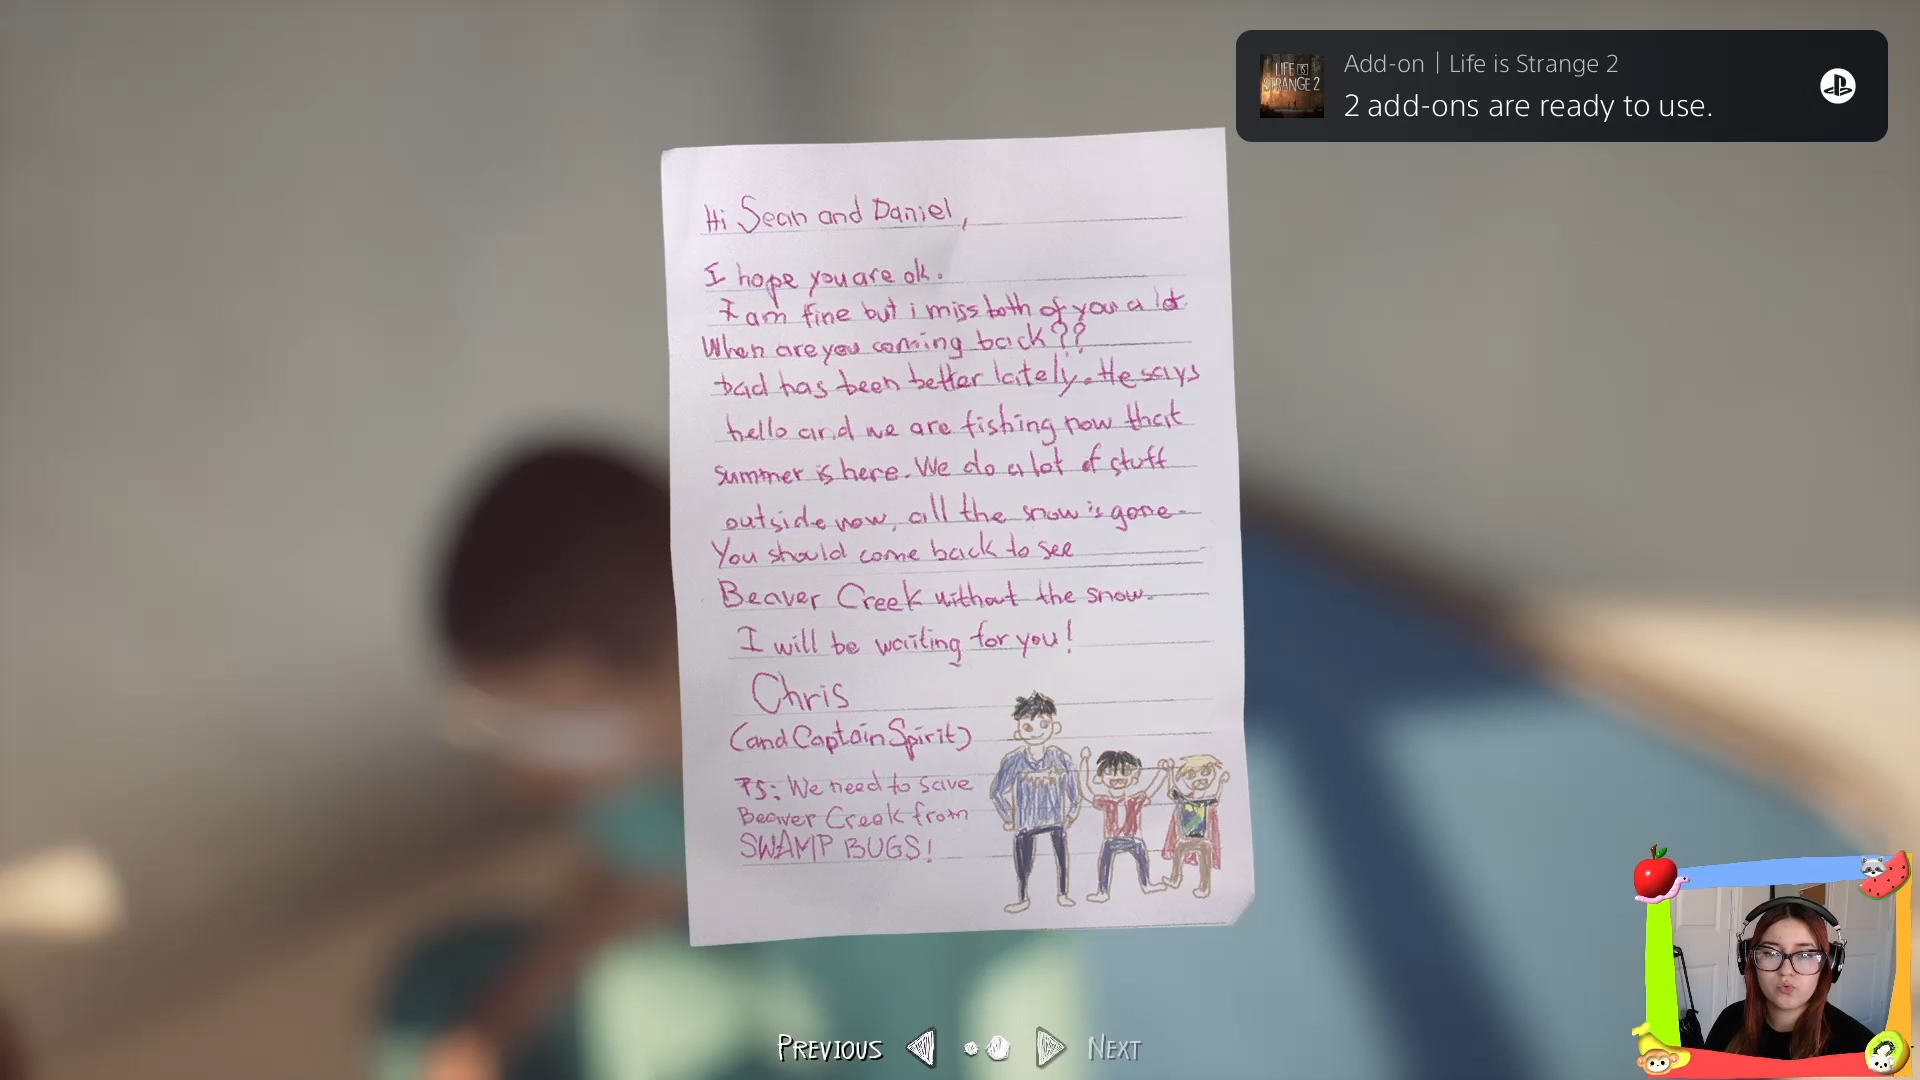 Add-on | Life is Strange 2
LIFE IS
STRANGE 2
2 add-ons are ready to use.
Hi Sean and Daniel,
I hope you are ok.
I am fine but i miss both of you a lot
When are you coming back??
Dad has been better lately. He says
hello and we are fishing now that
summer is here. We do a lot of stuff
outside now, all the snow is gone.
You should come back to see
Beaver Creek without the snow.
I will be waiting for you!
Chris
(and Captain Spirit)
PS: We need to save
Beaver Creek from
SWAMP BUGS!
PREVIOUS
NEXT